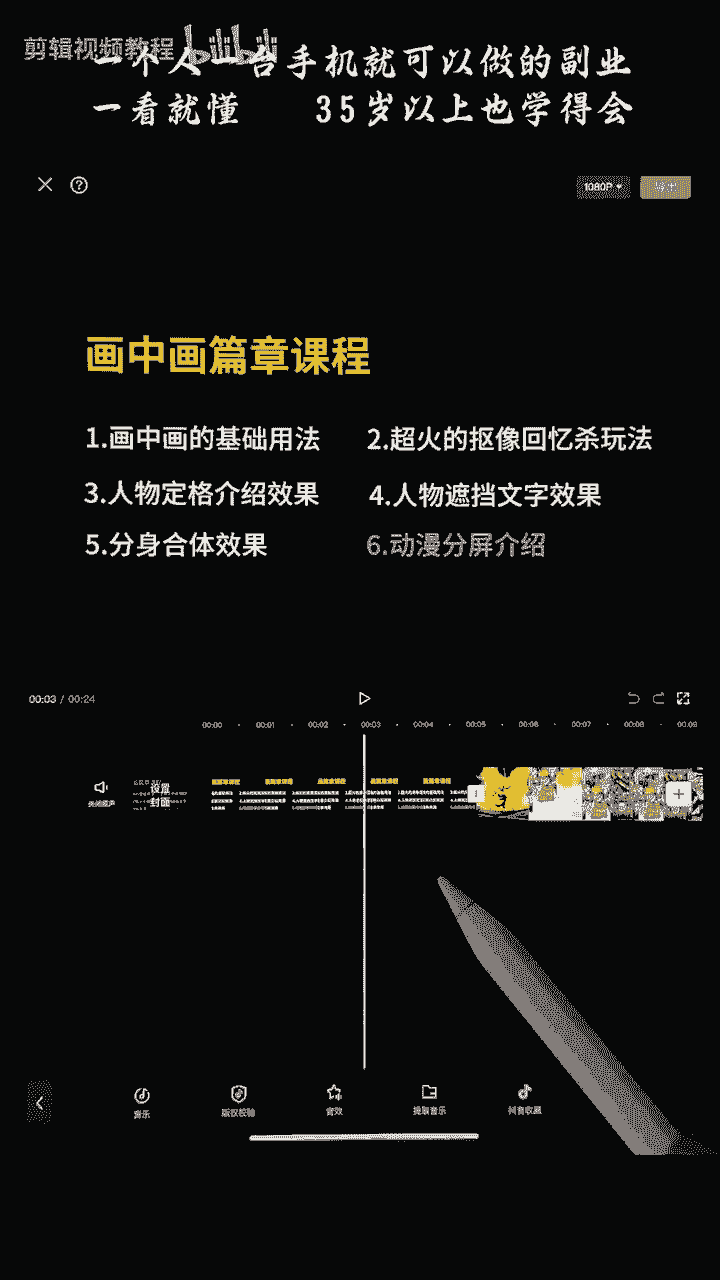 剪辑视频教程 bilibili
一个人一台手机就可以做的副业
一看就懂 35岁以上也学得会
1080P
画中画篇章课程
1.画中画的基础用法 2.超火的抠像回忆杀玩法
3.人物定格介绍效果 4.人物遮挡文字效果
5.分身合体效果 6.动漫分屏介绍
00:03 / 00:24
00:00 00:01 00:02 00:03 00:04 00:05 00:06 00:07 00:08 00:09
关闭原声
设置
封面
音乐 版权校验 音效 提取音乐 抖音收藏